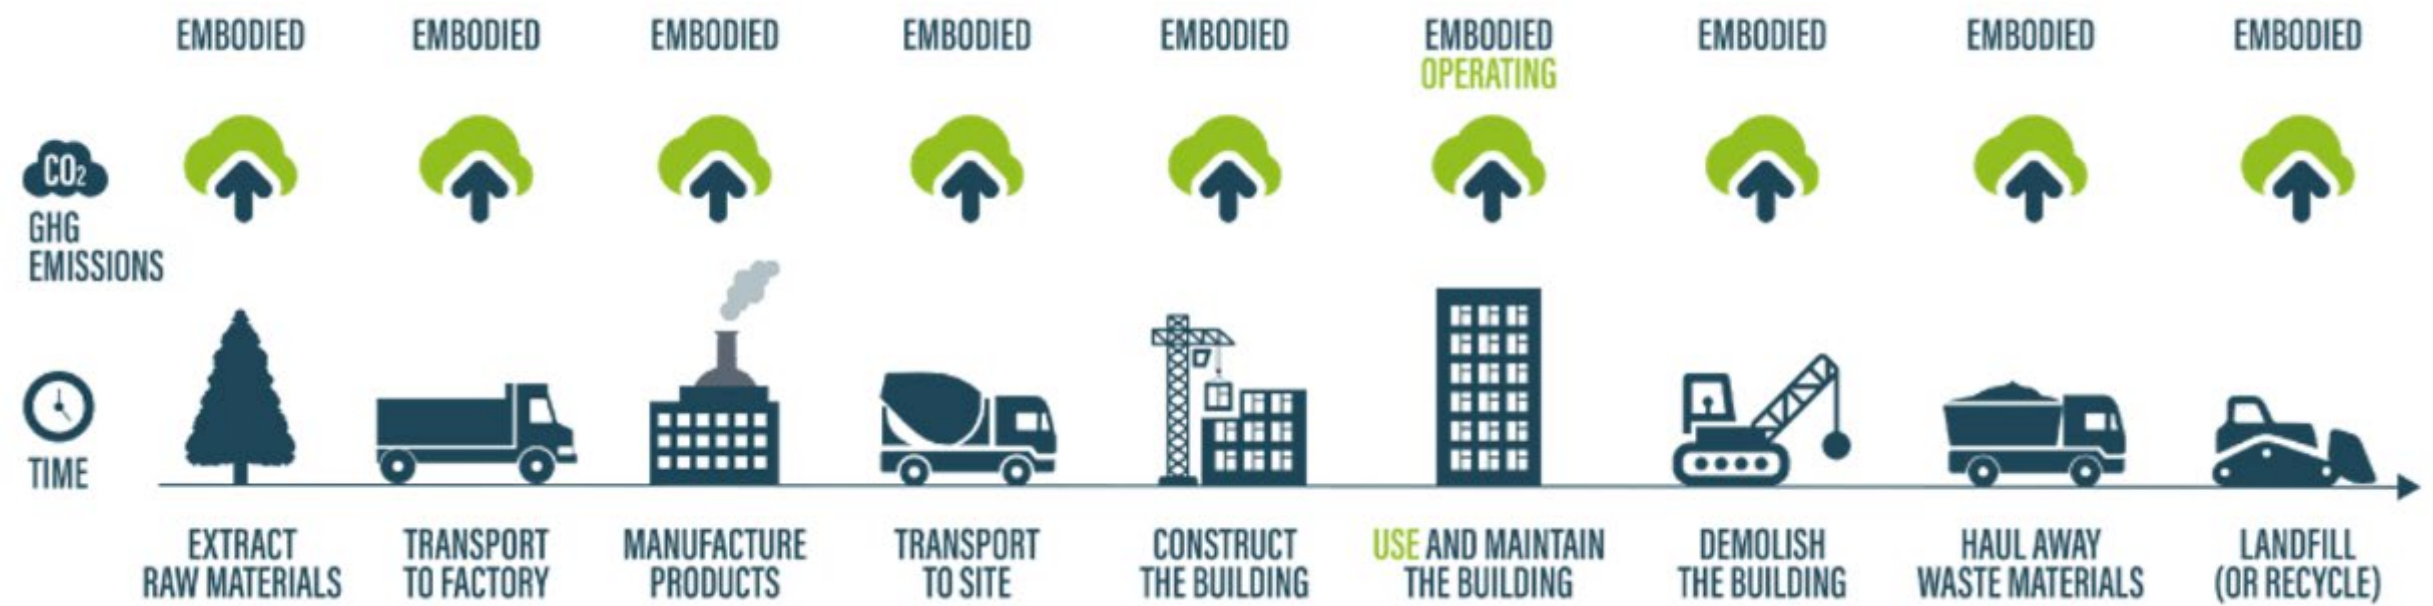 EMBODIED
EMBODIED
EMBODIED
EMBODIED
EMBODIED
EMBODIED
OPERATING
EMBODIED
EMBODIED
EMBODIED
CO₂
GHG
EMISSIONS
TIME
EXTRACT
RAW MATERIALS
TRANSPORT
TO FACTORY
MANUFACTURE
PRODUCTS
TRANSPORT
TO SITE
CONSTRUCT
THE BUILDING
USE AND MAINTAIN
THE BUILDING
DEMOLISH
THE BUILDING
HAUL AWAY
WASTE MATERIALS
LANDFILL
(OR RECYCLE)